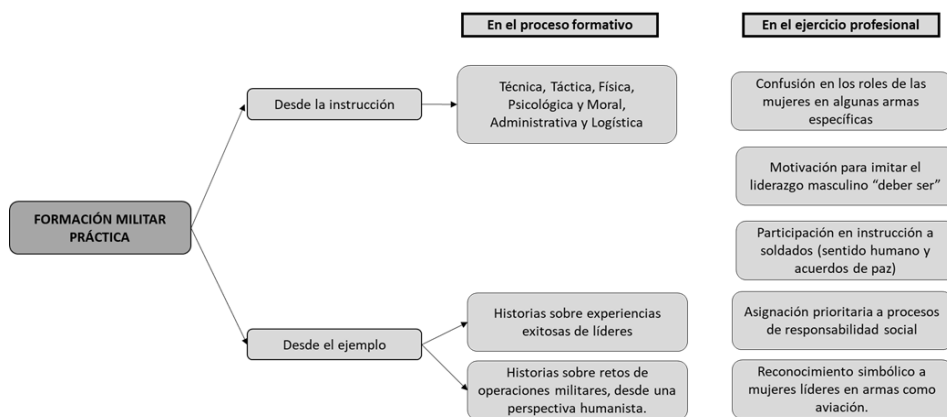 En el proceso formativo
En el ejercicio profesional
Desde la instrucción
Técnica, Táctica, Física,
Psicológica y Moral,
Administrativa y Logística
Confusión en los roles de las
mujeres en algunas armas
específicas
Motivación para imitar el
liderazgo masculino “deber ser”
FORMACIÓN MILITAR
PRÁCTICA
Participación en instrucción a
soldados (sentido humano y
acuerdos de paz)
Desde el ejemplo
Historias sobre experiencias
exitosas de líderes
Asignación prioritaria a procesos
de responsabilidad social
Historias sobre retos de
operaciones militares, desde una
perspectiva humanista.
Reconocimiento simbólico a
mujeres líderes en armas como
aviación.